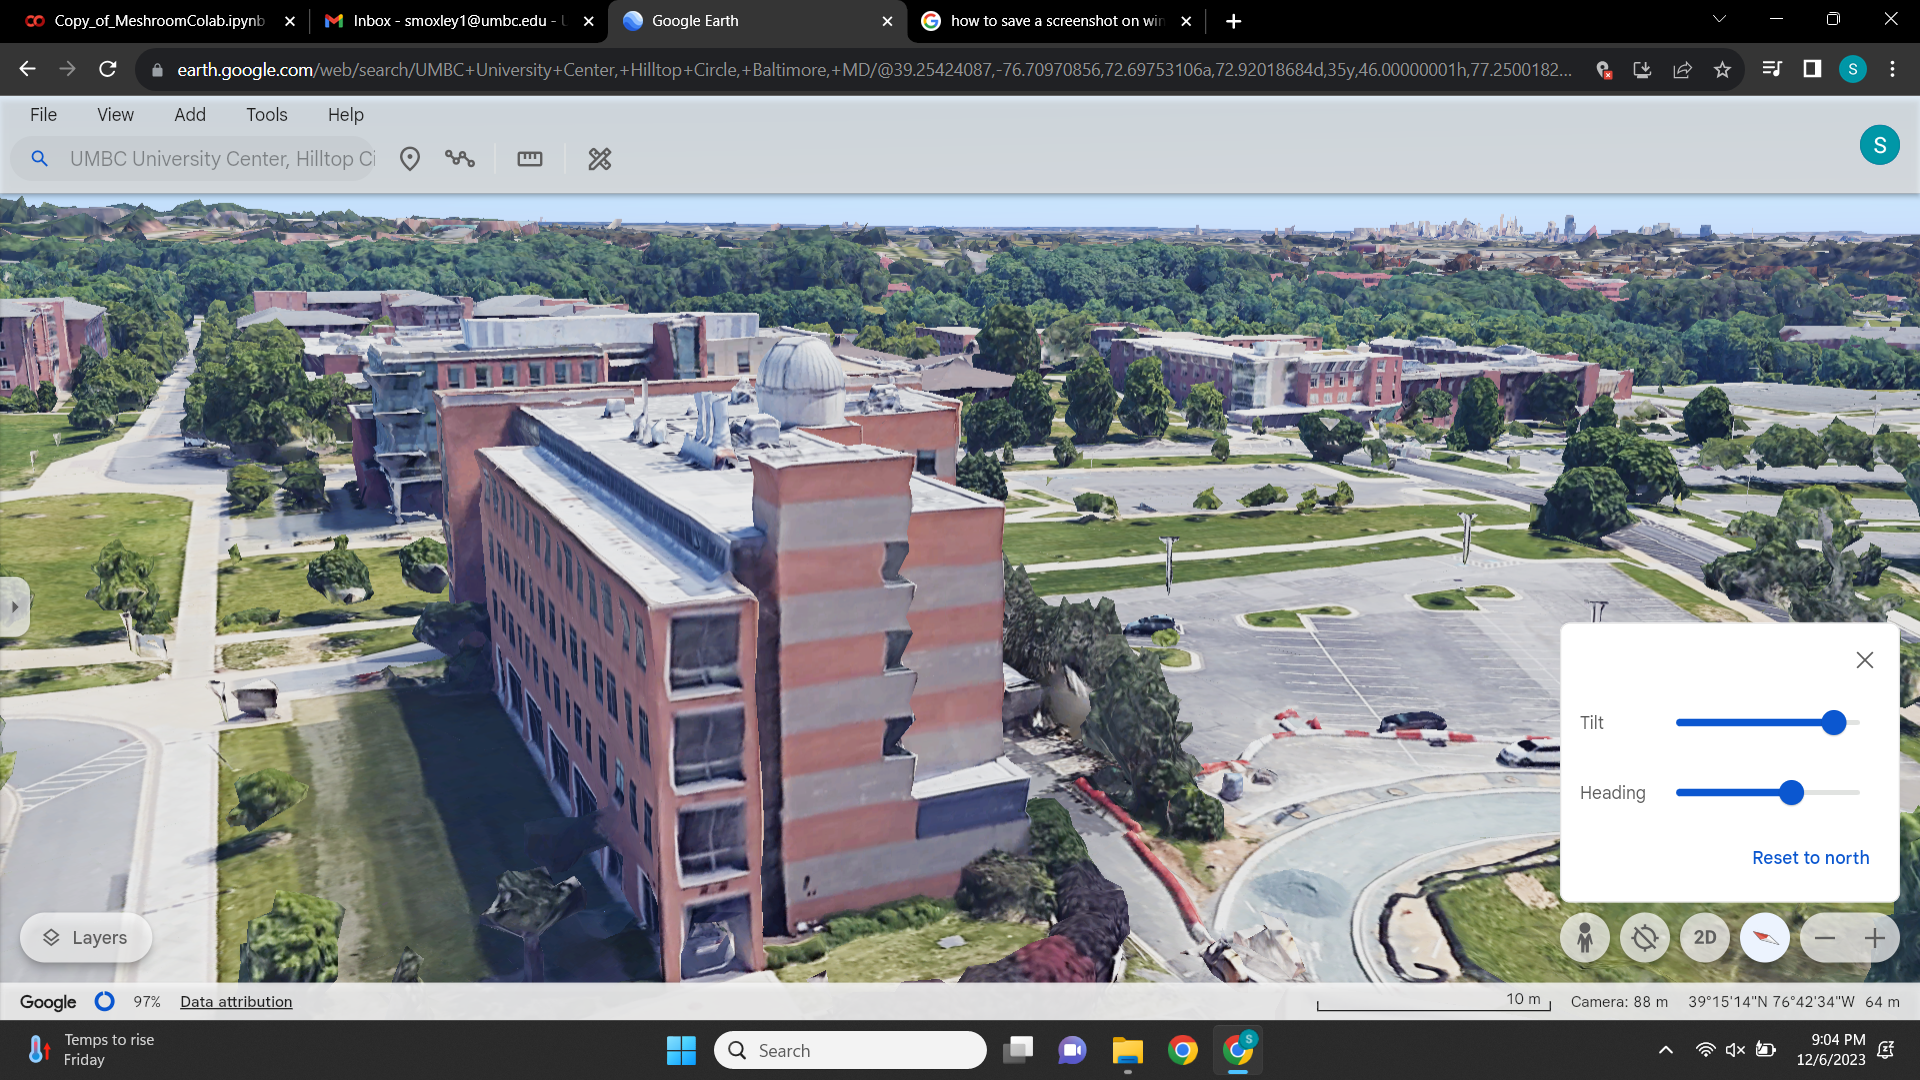 Copy_of_MeshroomColab.ipynb
Inbox - smoxley1@umbc.edu - U
Google Earth
how to save a screenshot on win
earth.google.com/web/search/UMBC+University+Center,+Hilltop+Circle,+Baltimore,+MD/@39.25424087,-76.70970856,72.69753106a,72.92018684d,35y,46.00000001h,77.2500182...
S
File View Add Tools Help
UMBC University Center, Hilltop Ci
S
Tilt
Heading
Reset to north
Layers
2D
Google 97% Data attribution
10 m
Camera: 88 m 39°15'14"N 76°42'34"W 64 m
Temps to rise
Friday
Search
S
9:04 PM
12/6/2023